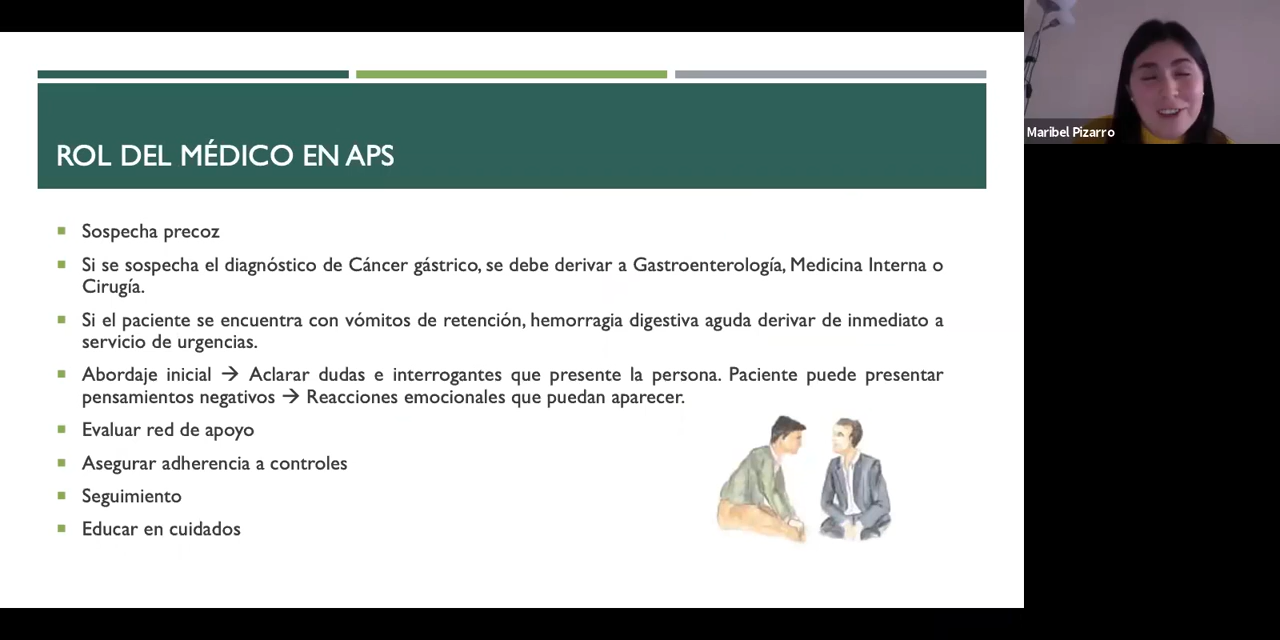 ROL DEL MÉDICO EN APS
Sospecha precoz
Si se sospecha el diagnóstico de Cáncer gástrico, se debe derivar a Gastroenterología, Medicina Interna o
Cirugía.
Si el paciente se encuentra con vómitos de retención, hemorragia digestiva aguda derivar de inmediato a
servicio de urgencias.
Abordaje inicial → Aclarar dudas e interrogantes que presente la persona. Paciente puede presentar
pensamientos negativos → Reacciones emocionales que puedan aparecer.
Evaluar red de apoyo
Asegurar adherencia a controles
Seguimiento
Educar en cuidados
Maribel Pizarro